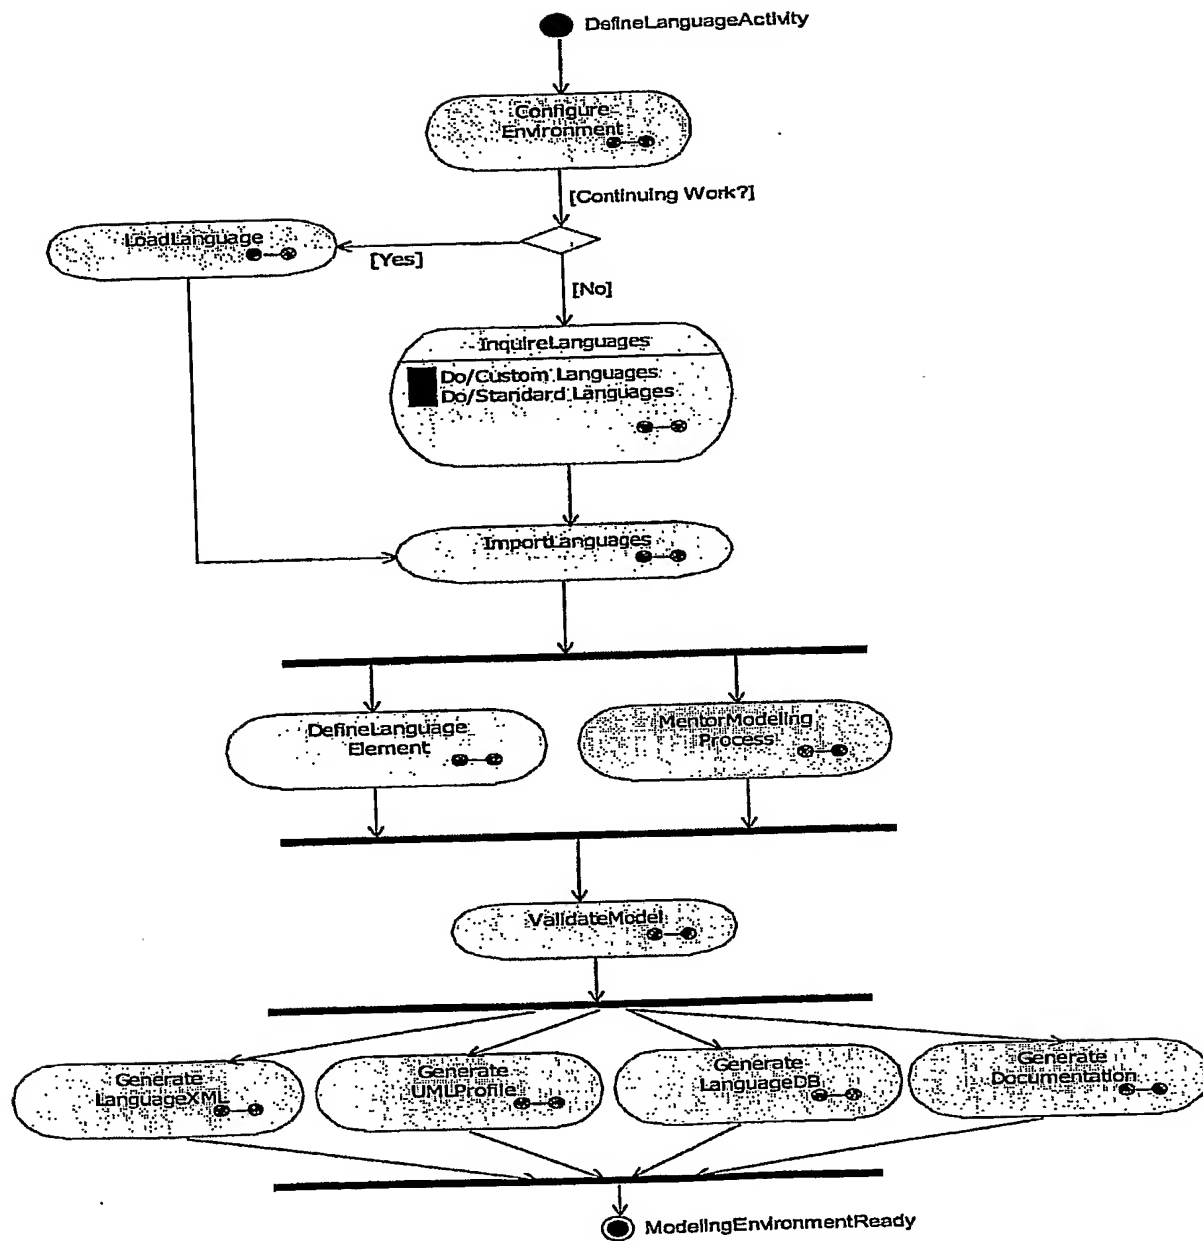 DefineLanguageActivity
Configure
Environment
[Continuing Work?]
LoadLanguage
[Yes]
[No]
InquireLanguages
Do/Custom Languages
Do/Standard Languages
ImportLanguages
DefineLanguage
Element
MentorModeling
Process
ValidateModel
Generate
LanguageXML
Generate
UMLProfile
Generate
LanguageDB
Generate
Documentation
ModelingEnvironmentReady